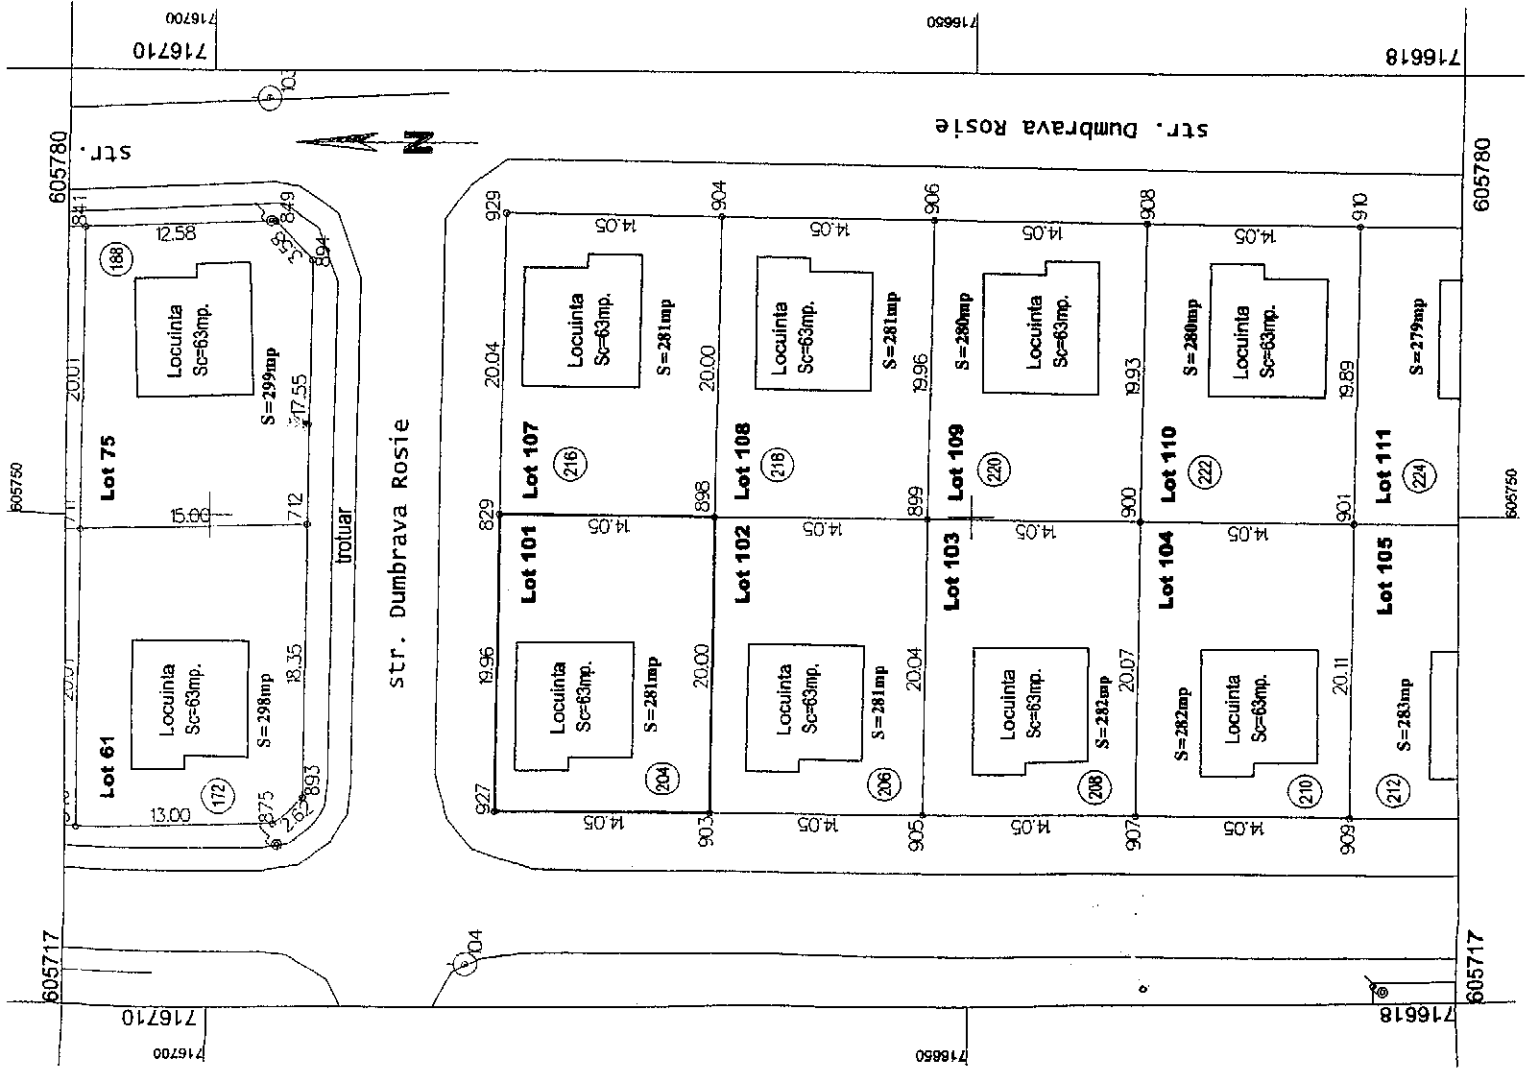 716700
716710
716650
716618
605780
str.
N
str. Dumbrava Rosie
605780
841
12.58
849
3.58
894
188
Locuinta
Sc=63mp.
S=299mp
20.01
Lot 75
17.55
711
15.00
712
605750
trotuar
str. Dumbrava Rosie
Lot 61
Locuinta
Sc=63mp.
S=298mp
18.35
172
13.00
875
2.62
893
929
14.05
904
14.05
906
14.05
908
14.05
910
Locuinta
Sc=63mp.
S=281mp
20.04
Lot 107
216
Locuinta
Sc=63mp.
S=281mp
20.00
Lot 108
218
S=280mp
Locuinta
Sc=63mp.
19.96
Lot 109
220
S=280mp
Locuinta
Sc=63mp.
19.93
Lot 110
222
S=279mp
19.89
Lot 111
224
829
14.05
898
14.05
899
14.05
900
14.05
901
605750
Lot 101
Locuinta
Sc=63mp.
S=281mp
19.96
204
Lot 102
Locuinta
Sc=63mp.
S=281mp
20.00
206
Lot 103
Locuinta
Sc=63mp.
S=282mp
20.04
208
Lot 104
S=282mp
Locuinta
Sc=63mp.
20.07
210
Lot 105
S=283mp
20.11
212
927
14.05
903
14.05
905
14.05
907
14.05
909
605717
104
605717
716710
716700
716650
716618